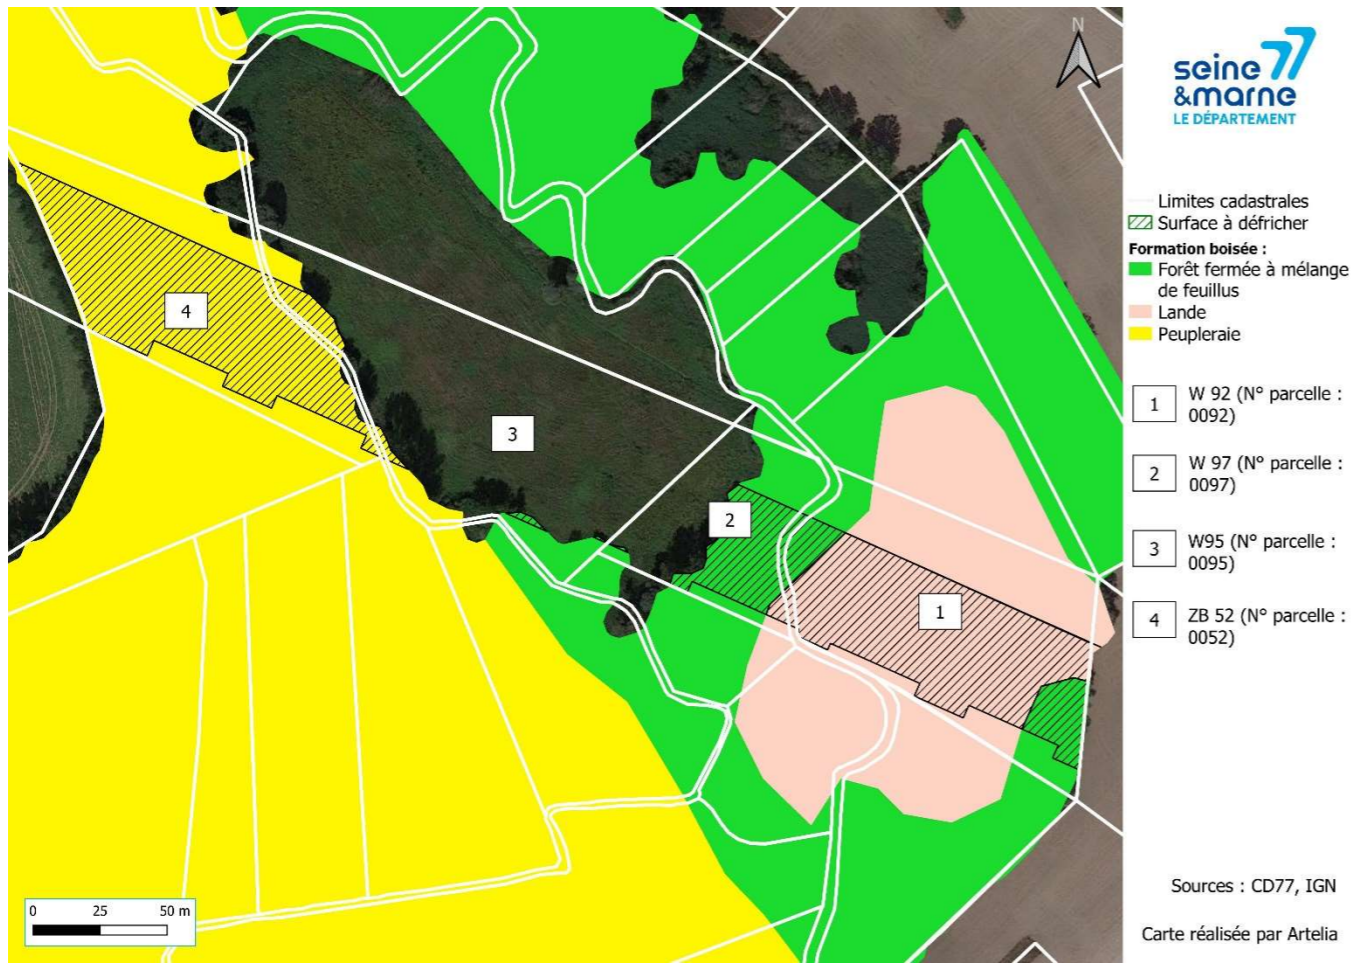 N
4
3
2
1
0 25 50 m
seine 77
&marne
LE DÉPARTEMENT
Limites cadastrales
Surface à défricher
Formation boisée :
Forêt fermée à mélange
de feuillus
Lande
Peupleraie
1 W 92 (N° parcelle :
0092)
2 W 97 (N° parcelle :
0097)
3 W95 (N° parcelle :
0095)
4 ZB 52 (N° parcelle :
0052)
Sources : CD77, IGN
Carte réalisée par Artelia